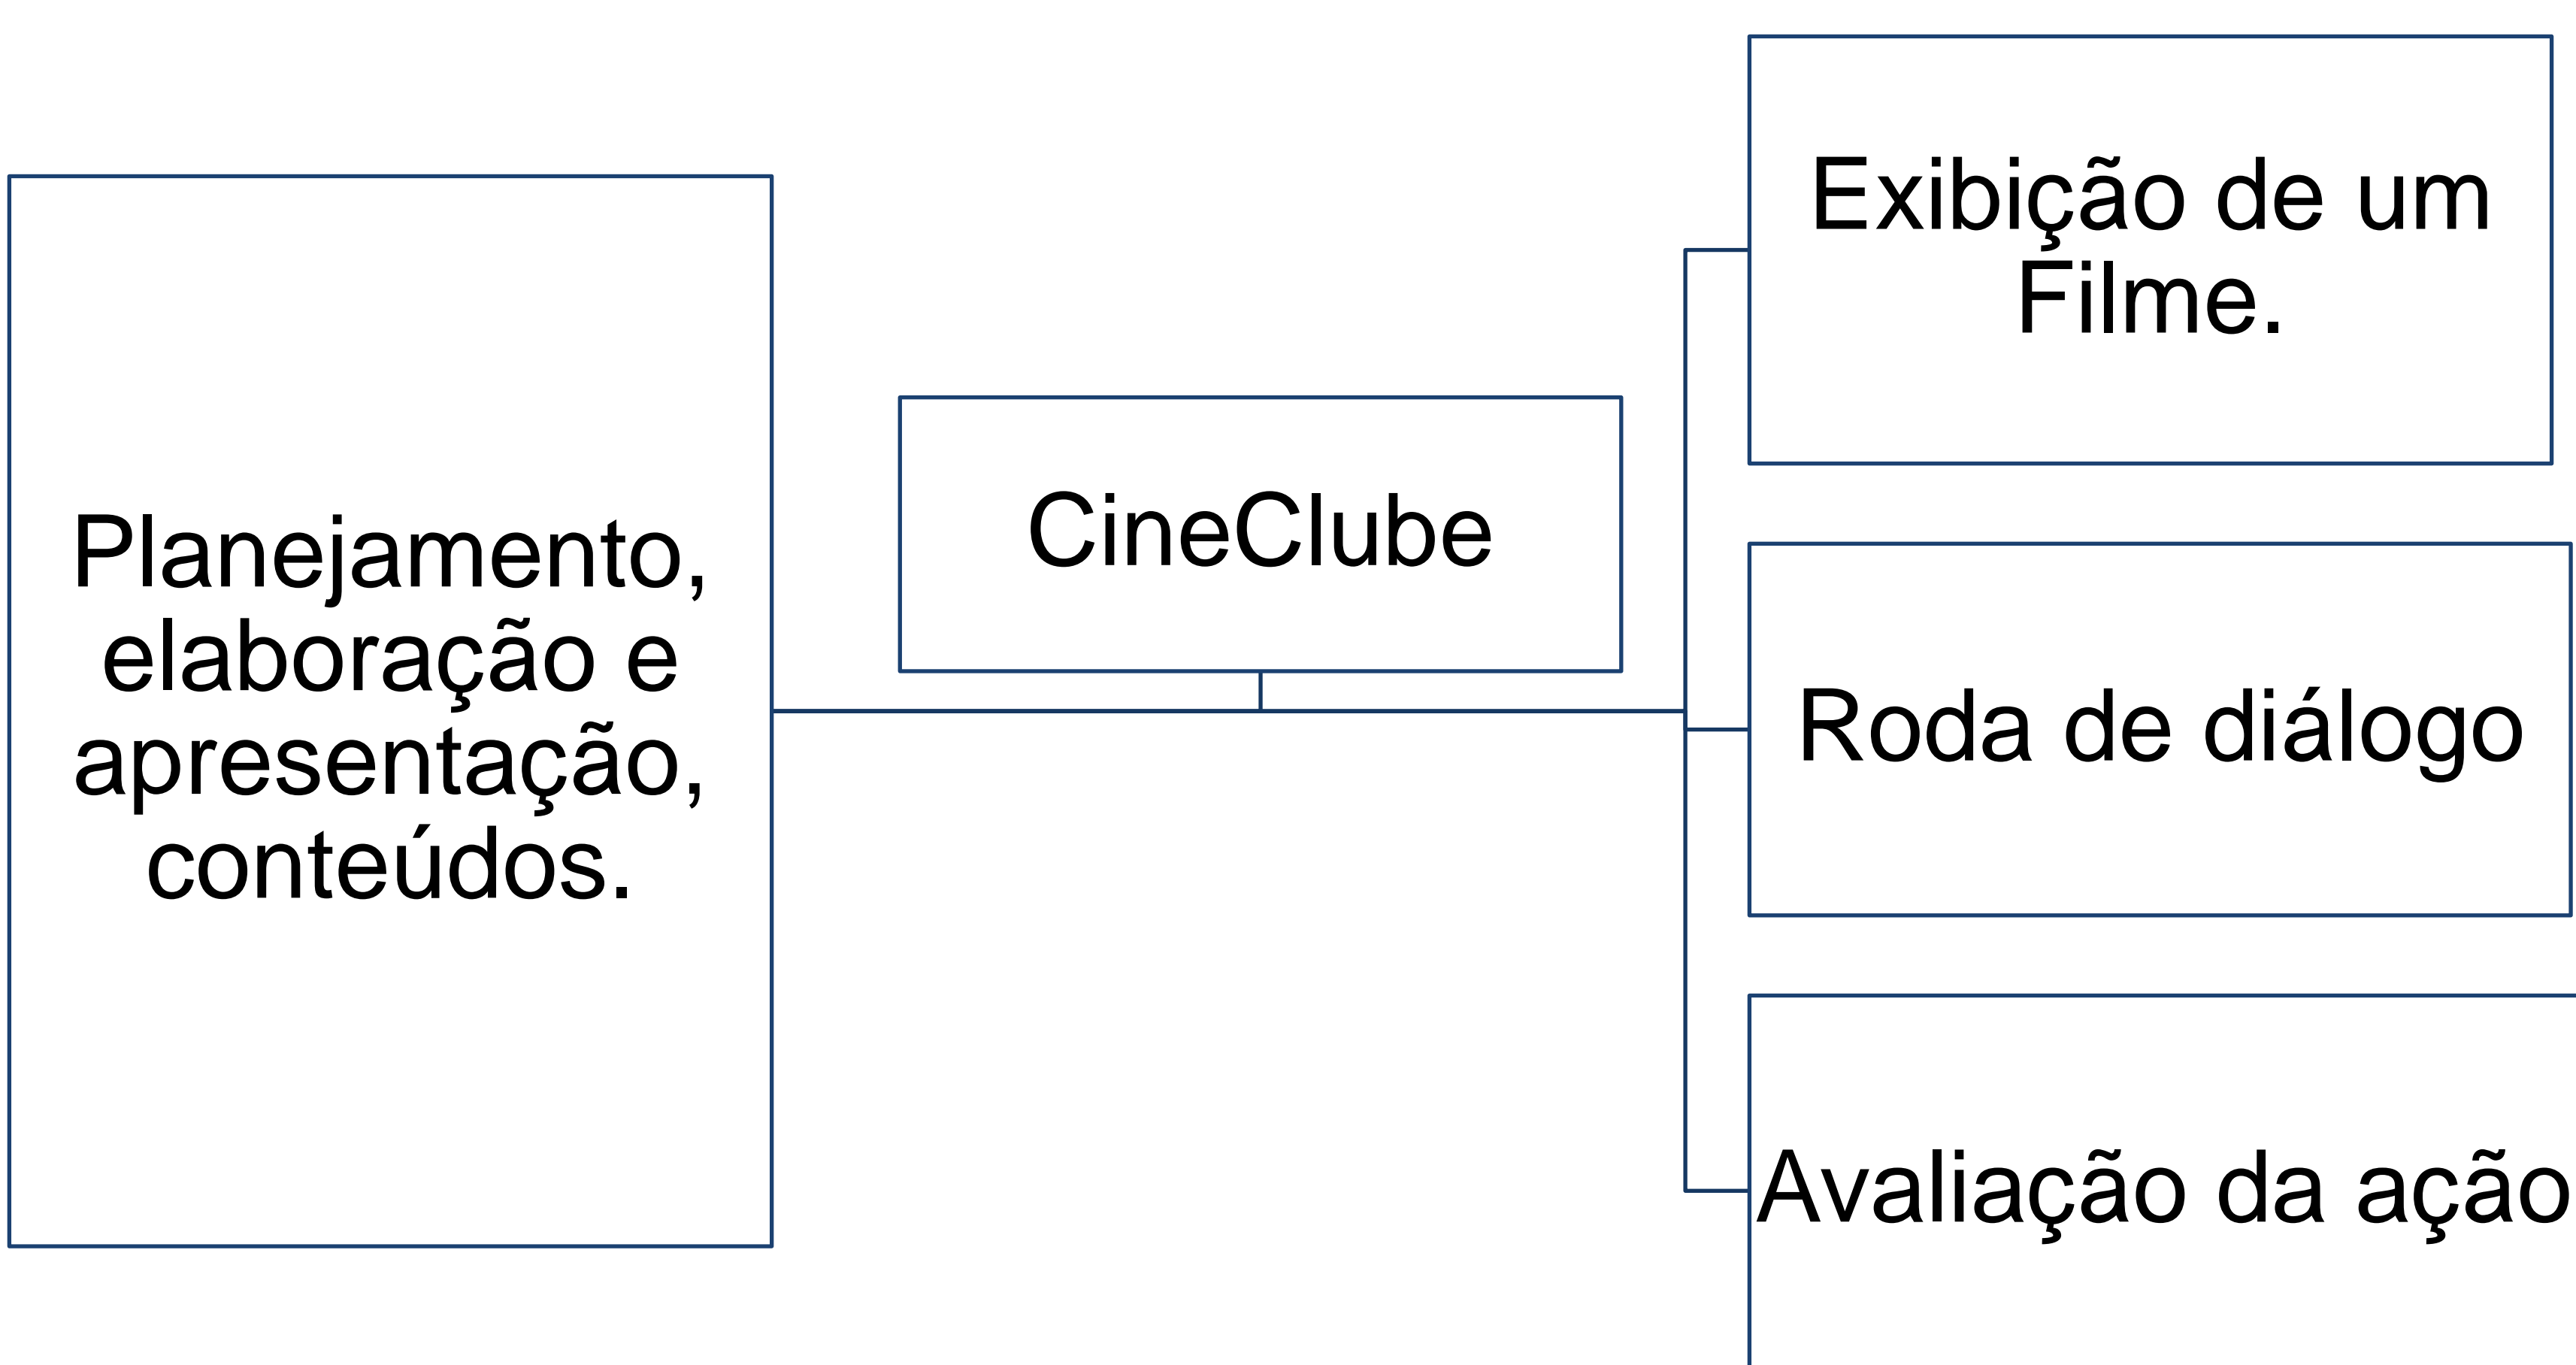 Planejamento,
elaboração e
apresentação,
conteúdos.
CineClube
Exibição de um
Filme.
Roda de diálogo
Avaliação da ação